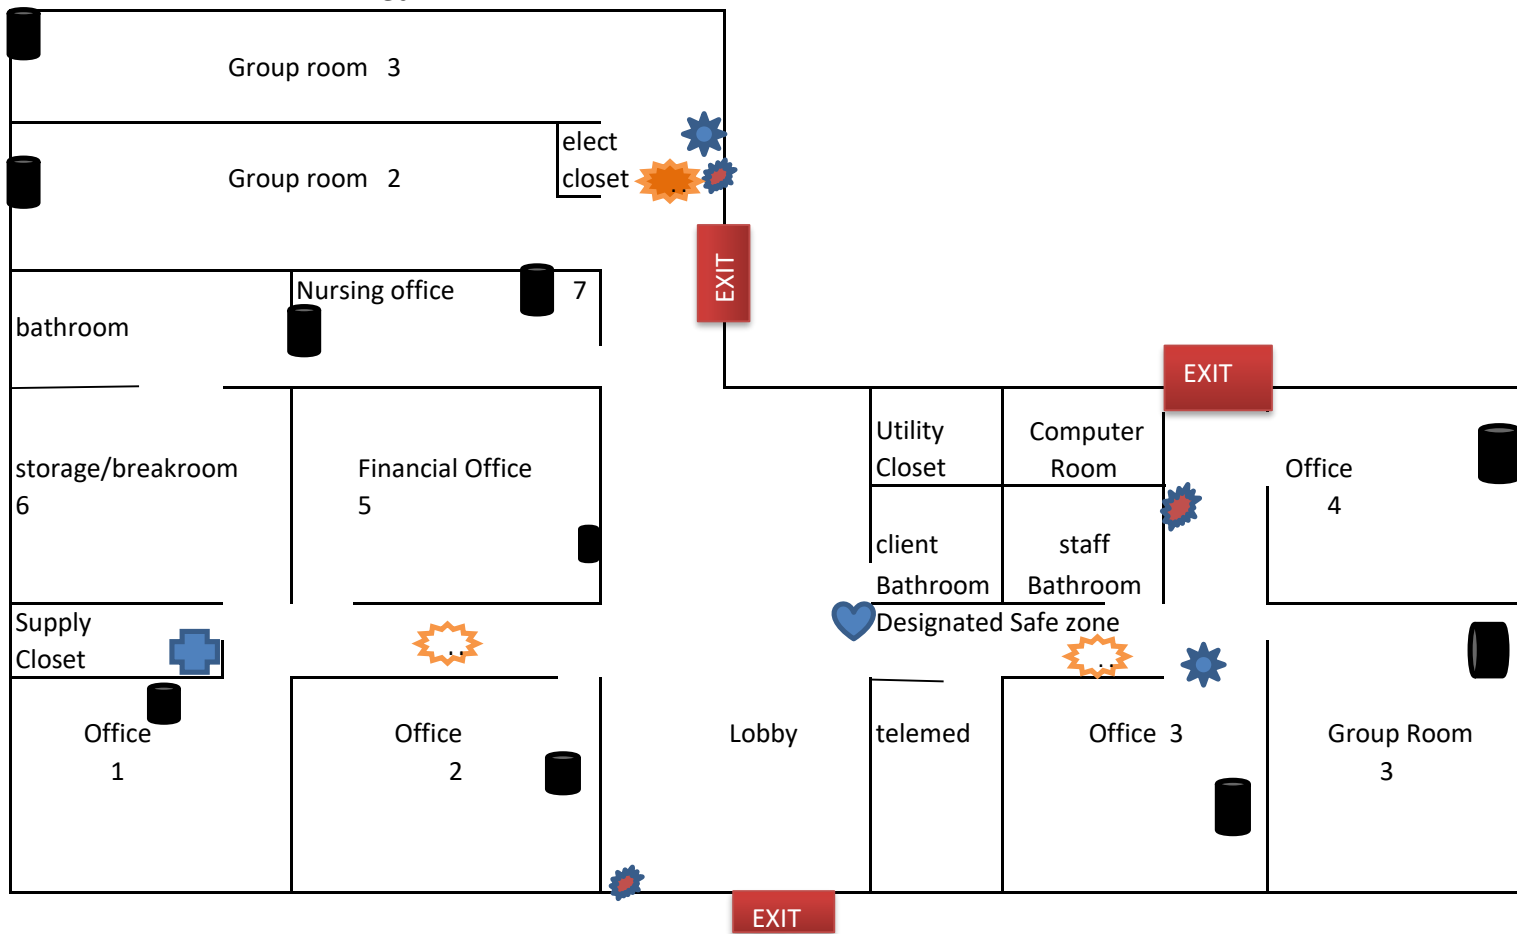 Group room 3
elect
closet
Group room 2
EXIT
Nursing office 7
bathroom
EXIT
Utility
Closet
Computer
Room
storage/breakroom
6
Financial Office
5
Office
4
client
Bathroom
staff
Bathroom
Supply
Closet
Designated Safe zone
Office
1
Office
2
Lobby
telemed
Office 3
Group Room
3
EXIT